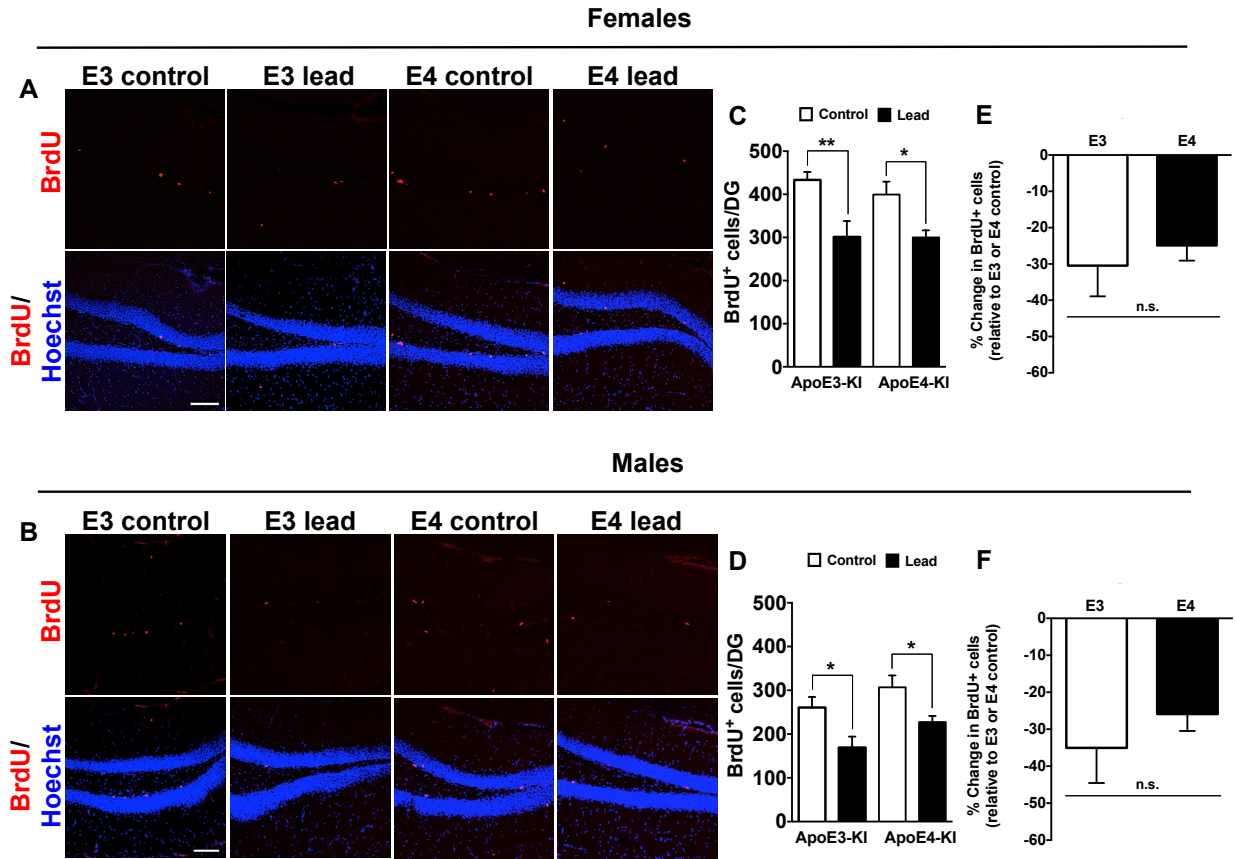 Females
A
E3 control E3 lead E4 control E4 lead
BrdU
BrdU/
Hoechst
C
Control Lead
BrdU+ cells/DG
500
400
300
200
100
0
** *
ApoE3-KI ApoE4-KI
E
E3 E4
% Change in BrdU+ cells
(relative to E3 or E4 control)
0
-10
-20
-30
-40
-50
-60
n.s.
Males
B
E3 control E3 lead E4 control E4 lead
BrdU
BrdU/
Hoechst
D
Control Lead
BrdU+ cells/DG
500
400
300
200
100
0
* *
ApoE3-KI ApoE4-KI
F
E3 E4
% Change in BrdU+ cells
(relative to E3 or E4 control)
0
-10
-20
-30
-40
-50
-60
n.s.